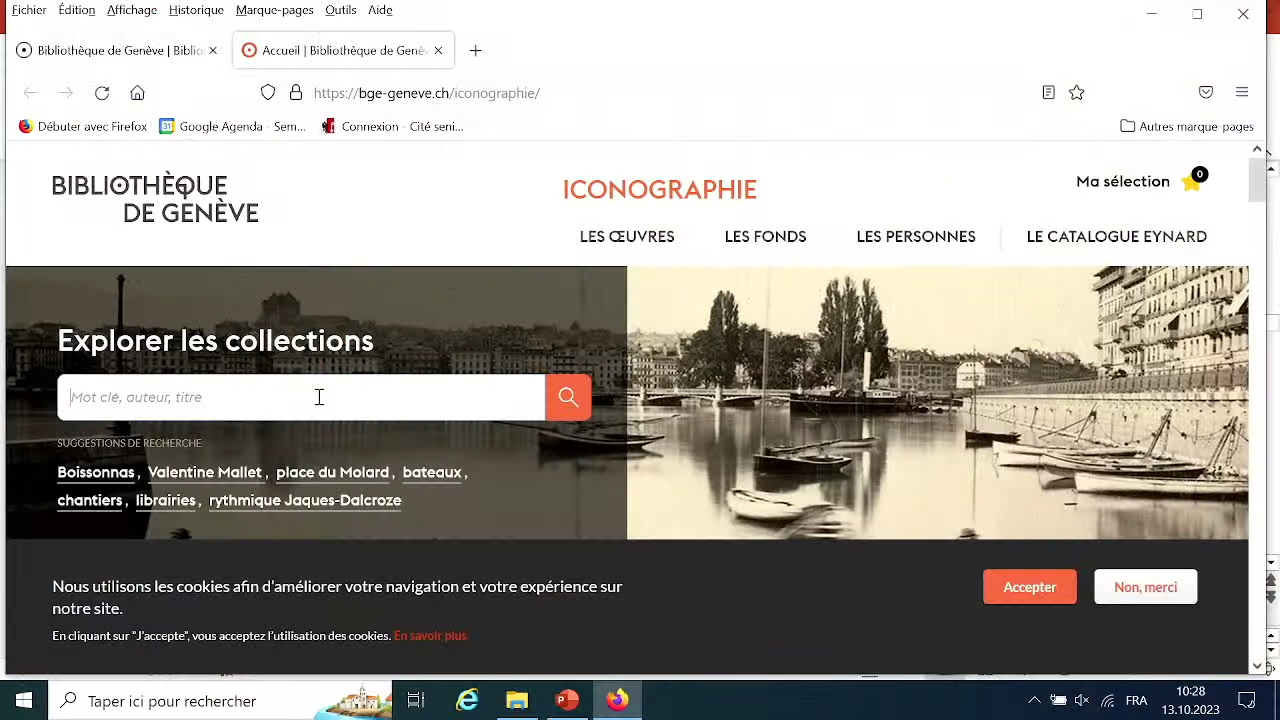 Fichier Édition Affichage Historique Marque-pages Outils Aide
Bibliothèque de Genève | Biblio
Accueil | Bibliothèque de Genèv
https://bge-geneve.ch/iconographie/
Débuter avec Firefox
31 Google Agenda - Sem...
Connexion - Cité seni...
Autres marque-pages
BIBLIOTHÈQUE
DE GENÈVE
ICONOGRAPHIE
Ma sélection 0
LES ŒUVRES LES FONDS LES PERSONNES LE CATALOGUE EYNARD
Explorer les collections
Mot clé, auteur, titre
SUGGESTIONS DE RECHERCHE
Boissonnas, Valentine Mallet, place du Molard, bateaux,
chantiers, librairies, rythmique Jaques-Dalcroze
Nous utilisons les cookies afin d'améliorer votre navigation et votre expérience sur
notre site.
En cliquant sur "J'accepte", vous acceptez l'utilisation des cookies. En savoir plus.
Accepter
Non, merci
Taper ici pour rechercher
FRA
10:28
13.10.2023